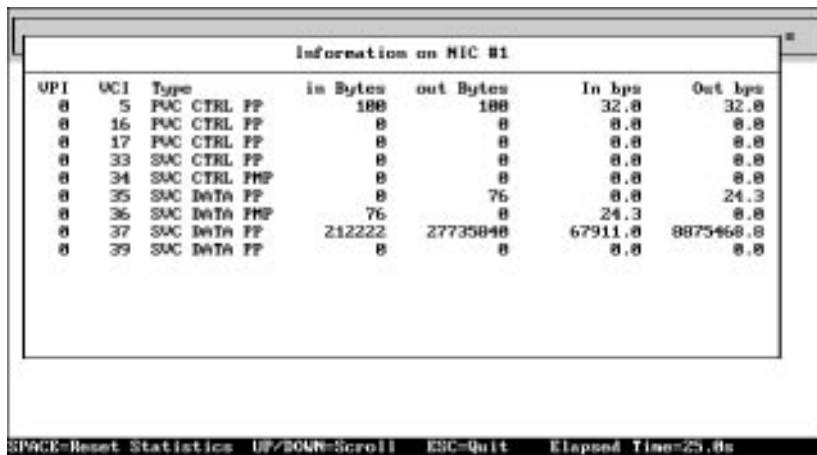 Information on NIC #1
VPI VCI Type in Bytes out Bytes In bps Out bps
0 5 PVC CTRL PP 100 100 32.0 32.0
0 16 PVC CTRL PP 0 0 0.0 0.0
0 17 PVC CTRL PP 0 0 0.0 0.0
0 33 SVC CTRL PP 0 0 0.0 0.0
0 34 SVC CTRL PMP 0 0 0.0 0.0
0 35 SVC DATA PP 0 76 0.0 24.3
0 36 SVC DATA PMP 76 0 24.3 0.0
0 37 SVC DATA PP 212222 27735840 67911.0 8875468.8
0 39 SVC DATA PP 0 0 0.0 0.0
SPACE=Reset Statistics UP/DOWN=Scroll ESC=Quit Elapsed Time=25.0s